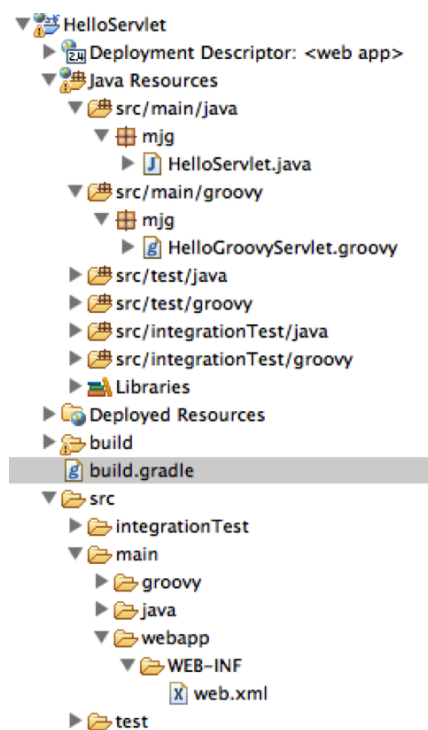 HelloServlet
2.4 Deployment Descriptor: <web app>
Java Resources
src/main/java
mjg
J HelloServlet.java
src/main/groovy
mjg
g HelloGroovyServlet.groovy
src/test/java
src/test/groovy
src/integrationTest/java
src/integrationTest/groovy
Libraries
Deployed Resources
build
g build.gradle
src
integrationTest
main
groovy
java
webapp
WEB-INF
X web.xml
test